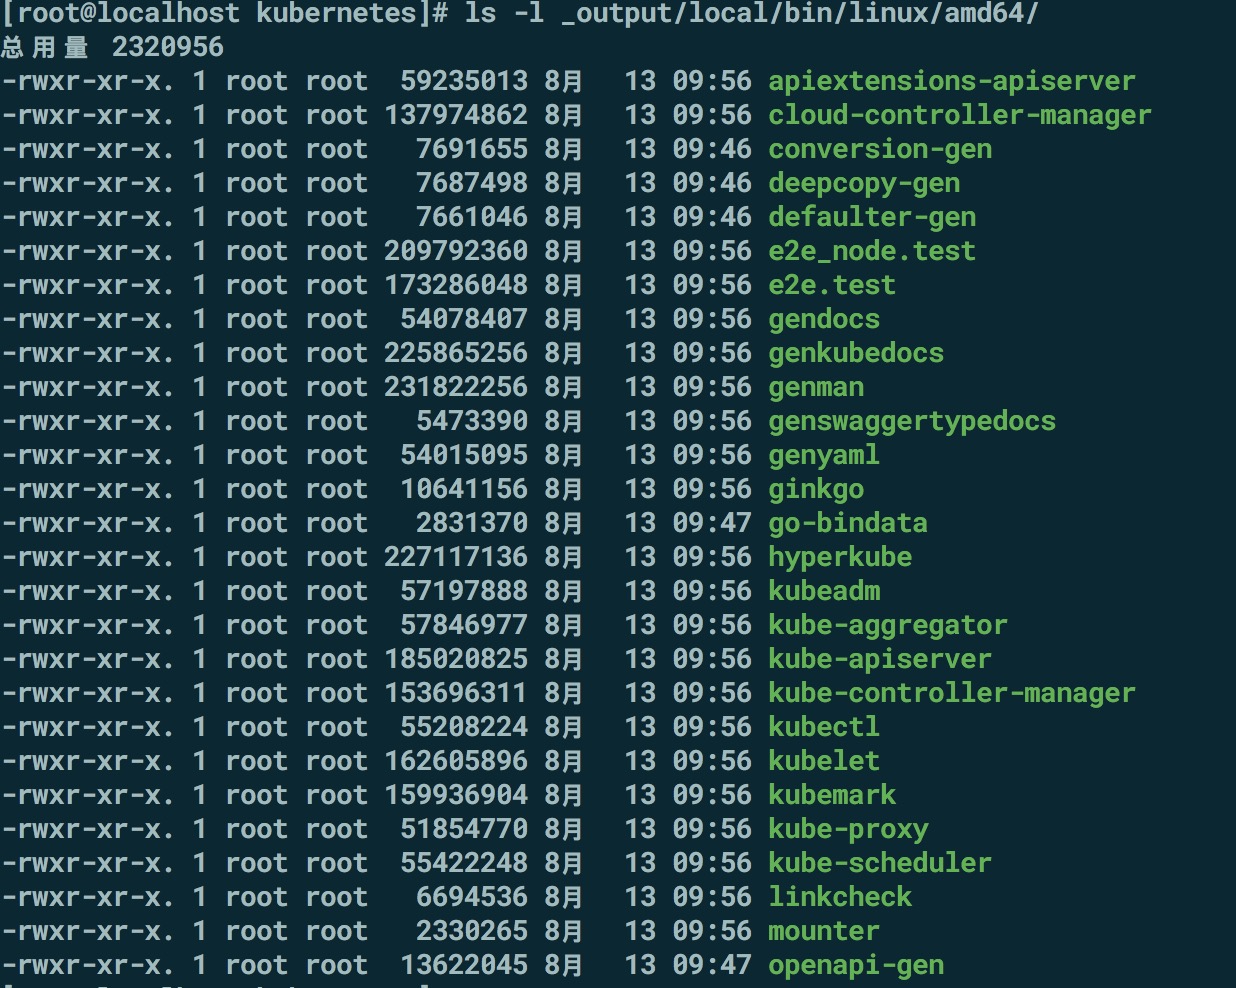 [root@localhost kubernetes]# ls -l _output/local/bin/linux/amd64/
总用量 2320956
-rwxr-xr-x. 1 root root  59235013 8月   13 09:56 apiextensions-apiserver
-rwxr-xr-x. 1 root root 137974862 8月   13 09:56 cloud-controller-manager
-rwxr-xr-x. 1 root root   7691655 8月   13 09:46 conversion-gen
-rwxr-xr-x. 1 root root   7687498 8月   13 09:46 deepcopy-gen
-rwxr-xr-x. 1 root root   7661046 8月   13 09:46 defaulter-gen
-rwxr-xr-x. 1 root root 209792360 8月   13 09:56 e2e_node.test
-rwxr-xr-x. 1 root root 173286048 8月   13 09:56 e2e.test
-rwxr-xr-x. 1 root root  54078407 8月   13 09:56 gendocs
-rwxr-xr-x. 1 root root 225865256 8月   13 09:56 genkubedocs
-rwxr-xr-x. 1 root root 231822256 8月   13 09:56 genman
-rwxr-xr-x. 1 root root   5473390 8月   13 09:56 genswaggertypedocs
-rwxr-xr-x. 1 root root  54015095 8月   13 09:56 genyaml
-rwxr-xr-x. 1 root root  10641156 8月   13 09:56 ginkgo
-rwxr-xr-x. 1 root root   2831370 8月   13 09:47 go-bindata
-rwxr-xr-x. 1 root root 227117136 8月   13 09:56 hyperkube
-rwxr-xr-x. 1 root root  57197888 8月   13 09:56 kubeadm
-rwxr-xr-x. 1 root root  57846977 8月   13 09:56 kube-aggregator
-rwxr-xr-x. 1 root root 185020825 8月   13 09:56 kube-apiserver
-rwxr-xr-x. 1 root root 153696311 8月   13 09:56 kube-controller-manager
-rwxr-xr-x. 1 root root  55208224 8月   13 09:56 kubectl
-rwxr-xr-x. 1 root root 162605896 8月   13 09:56 kubelet
-rwxr-xr-x. 1 root root 159936904 8月   13 09:56 kubemark
-rwxr-xr-x. 1 root root  51854770 8月   13 09:56 kube-proxy
-rwxr-xr-x. 1 root root  55422248 8月   13 09:56 kube-scheduler
-rwxr-xr-x. 1 root root   6694536 8月   13 09:56 linkcheck
-rwxr-xr-x. 1 root root   2330265 8月   13 09:56 mounter
-rwxr-xr-x. 1 root root  13622045 8月   13 09:47 openapi-gen